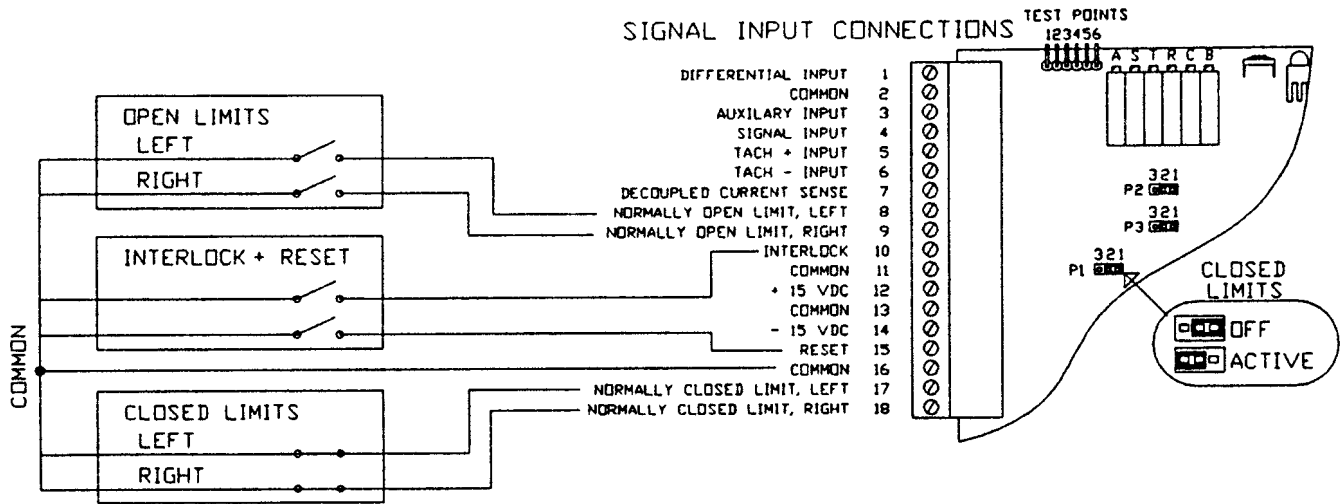 SIGNAL INPUT CONNECTIONS
TEST POINTS
123456
A S T R C B
DIFFERENTIAL INPUT 1
COMMON 2
AUXILARY INPUT 3
SIGNAL INPUT 4
TACH + INPUT 5
TACH - INPUT 6
DECOUPLED CURRENT SENSE 7
NORMALLY OPEN LIMIT, LEFT 8
NORMALLY OPEN LIMIT, RIGHT 9
INTERLOCK 10
COMMON 11
+ 15 VDC 12
COMMON 13
- 15 VDC 14
RESET 15
COMMON 16
NORMALLY CLOSED LIMIT, LEFT 17
NORMALLY CLOSED LIMIT, RIGHT 18
OPEN LIMITS
LEFT
RIGHT
INTERLOCK + RESET
COMMON
CLOSED LIMITS
LEFT
RIGHT
321
P2
321
P3
321
P1
CLOSED
LIMITS
OFF
ACTIVE